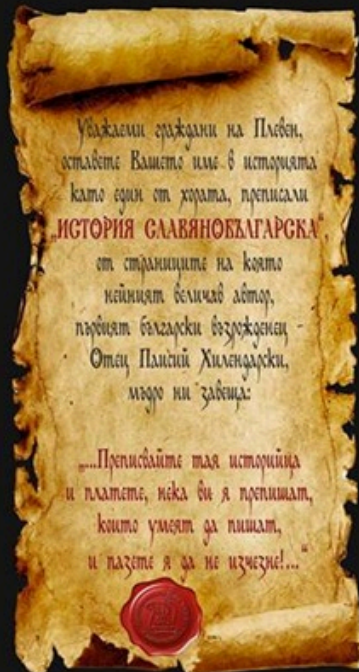 Уважаеми граждани на Плевен,
оставете Вашето име в историята
като един от хората, преписали
„ИСТОРИЯ СЛАВЯНОБЪЛГАРСКА“,
от страниците на която
нейният величав автор,
първият български възрожденец -
Отец Паисий Хилендарски,
мъдро ни завеща:
„...Преписвайте тая историйца
и платете, нека ви я препишат,
които умеят да пишат,
и пазете я да не изчезне!...“